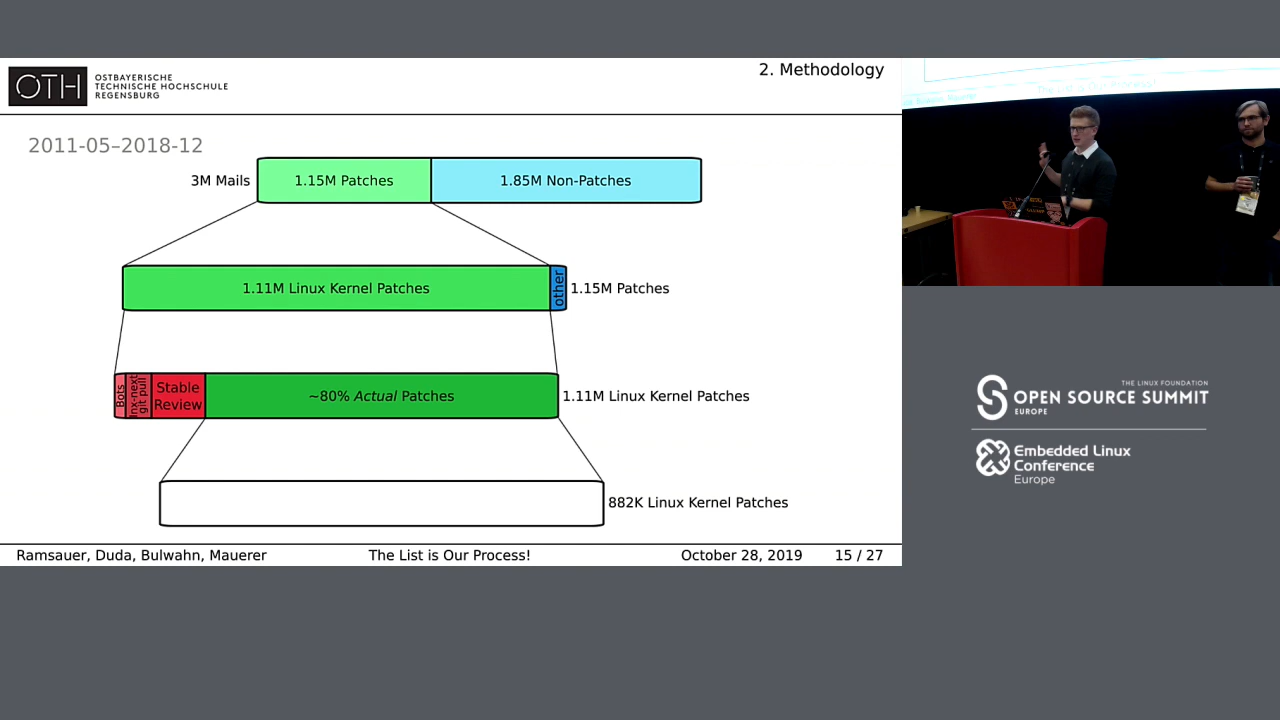 OTH
OSTBAYERISCHE
TECHNISCHE HOCHSCHULE
REGENSBURG
2. Methodology
2011-05–2018-12
3M Mails
1.15M Patches
1.85M Non-Patches
1.11M Linux Kernel Patches
other
1.15M Patches
Bots
lnx-next
git pull
Stable
Review
~80% Actual Patches
1.11M Linux Kernel Patches
882K Linux Kernel Patches
Ramsauer, Duda, Bulwahn, Mauerer
The List is Our Process!
October 28, 2019
15 / 27
THE LINUX FOUNDATION
OPEN SOURCE SUMMIT
EUROPE
Embedded Linux
Conference
Europe